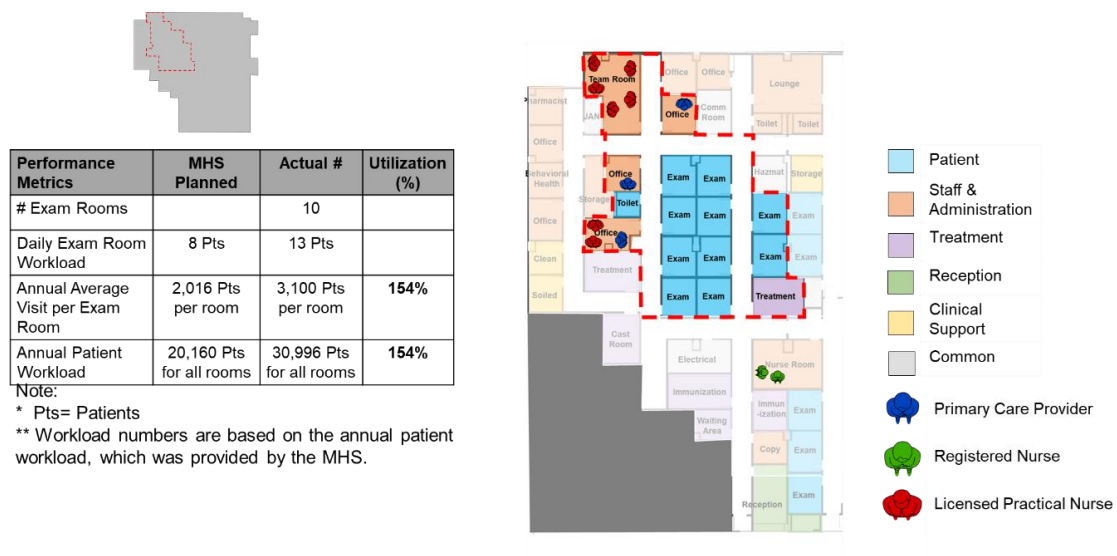 Performance Metrics MHS Planned Actual # Utilization (%)
# Exam Rooms 10
Daily Exam Room Workload 8 Pts 13 Pts
Annual Average Visit per Exam Room 2,016 Pts per room 3,100 Pts per room 154%
Annual Patient Workload 20,160 Pts for all rooms 30,996 Pts for all rooms 154%
Note:
* Pts= Patients
** Workload numbers are based on the annual patient
workload, which was provided by the MHS.
Team Room
Office
Office
Lounge
Pharmacist
JAN
Office
Comm
Room
Toilet
Toilet
Office
Behavioral
Health
Storage
Office
Toilet
Exam
Exam
Hazmat
Storage
Office
Office
Exam
Exam
Exam
Exam
Clean
Treatment
Exam
Exam
Exam
Exam
Soiled
Exam
Exam
Treatment
Cast
Room
Electrical
Nurse Room
Immunization
Waiting
Area
Immun
-ization
Exam
Copy
Exam
Reception
Exam
Patient
Staff &
Administration
Treatment
Reception
Clinical
Support
Common
Primary Care Provider
Registered Nurse
Licensed Practical Nurse